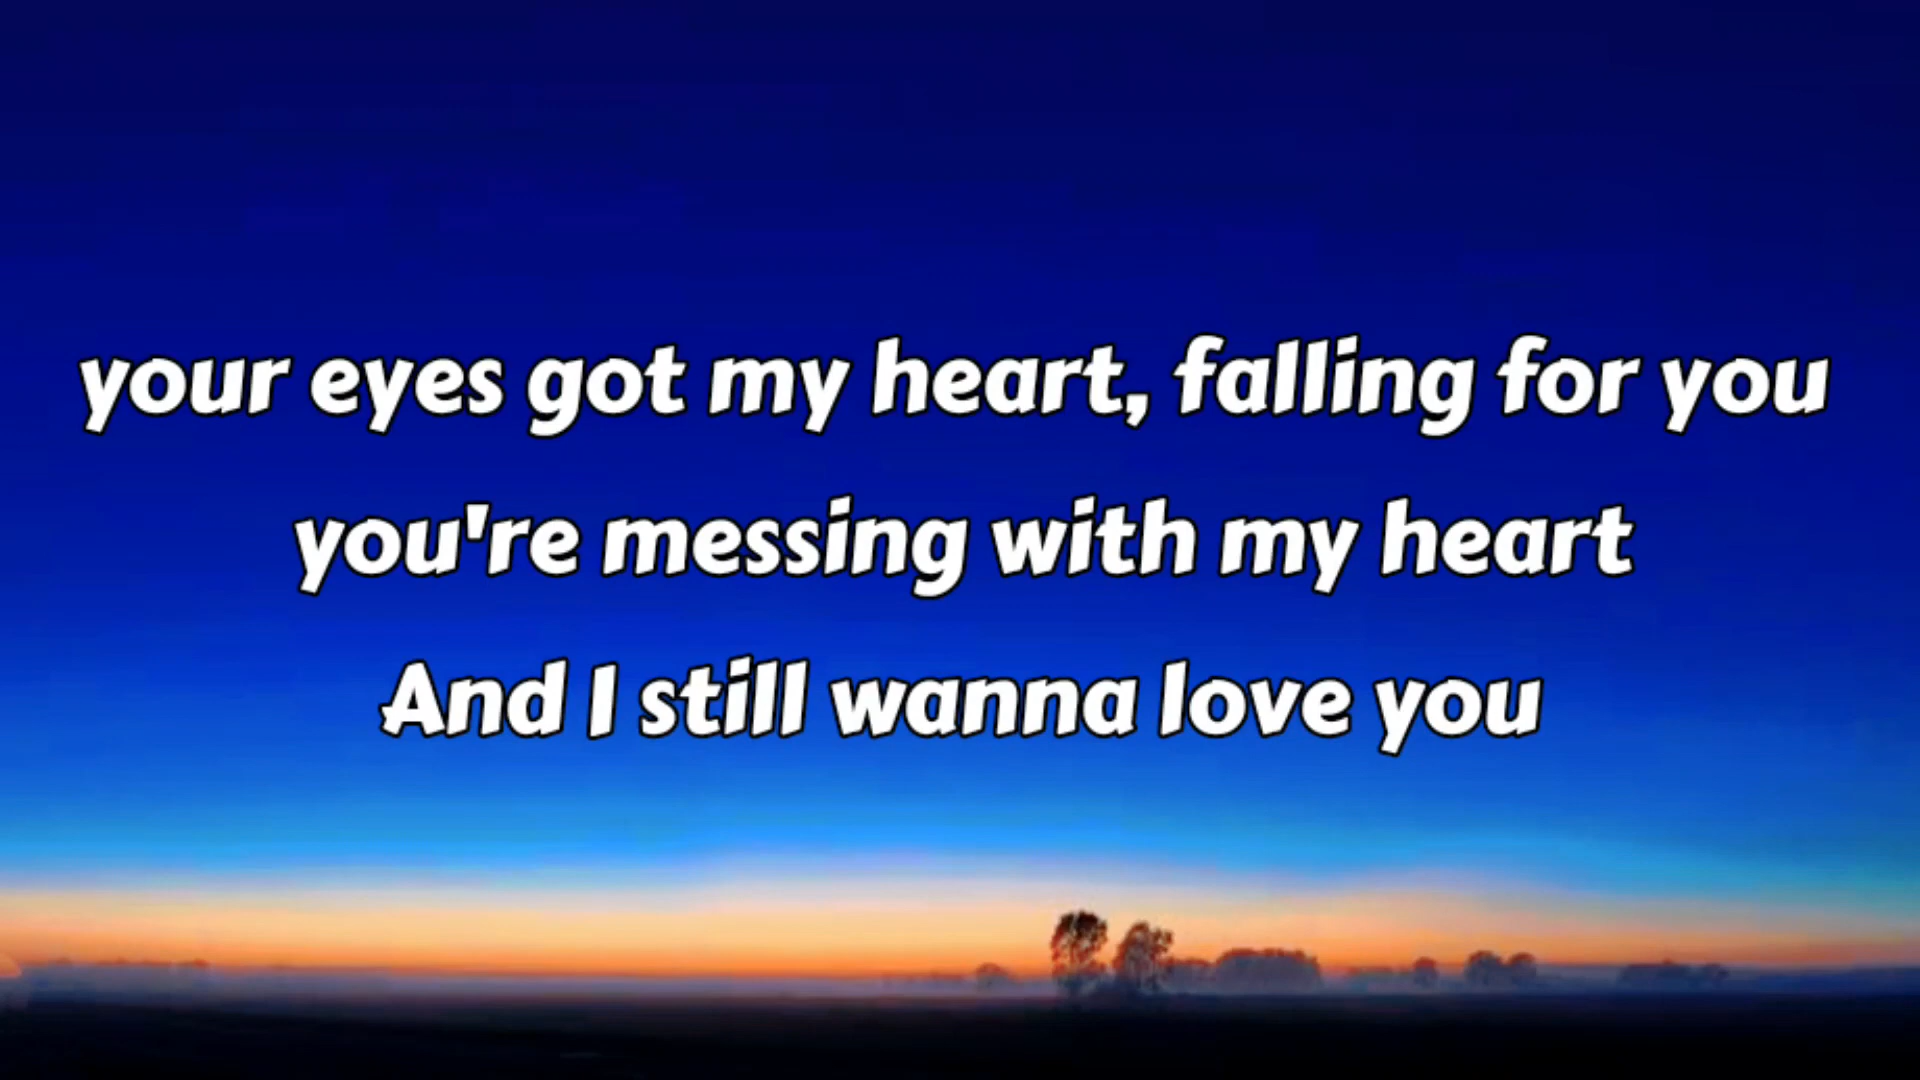 your eyes got my heart, falling for you
you're messing with my heart
And I still wanna love you